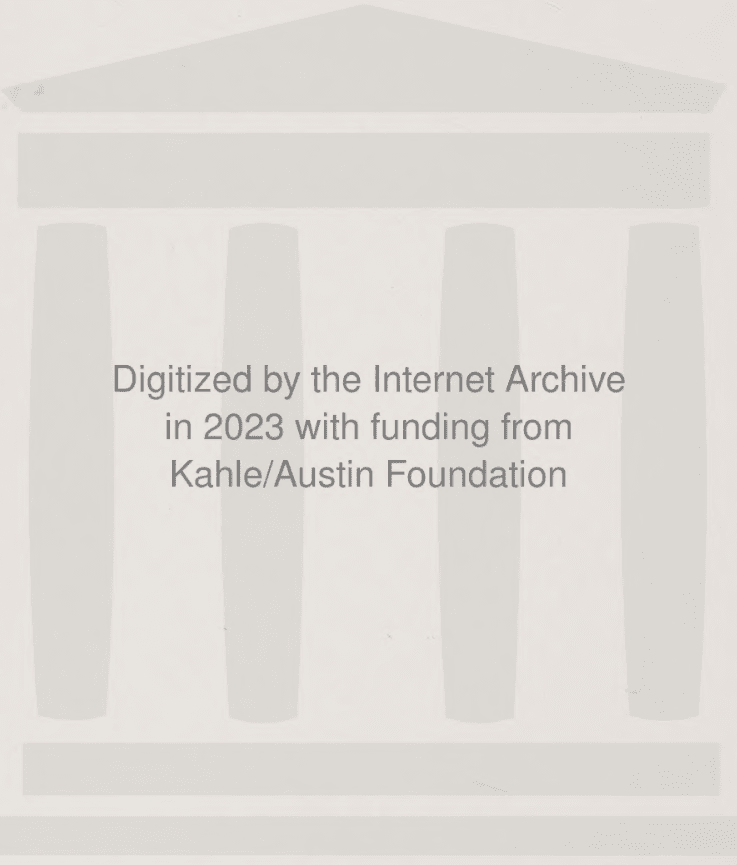 Digitized by the Internet Archive
in 2023 with funding from
Kahle/Austin Foundation